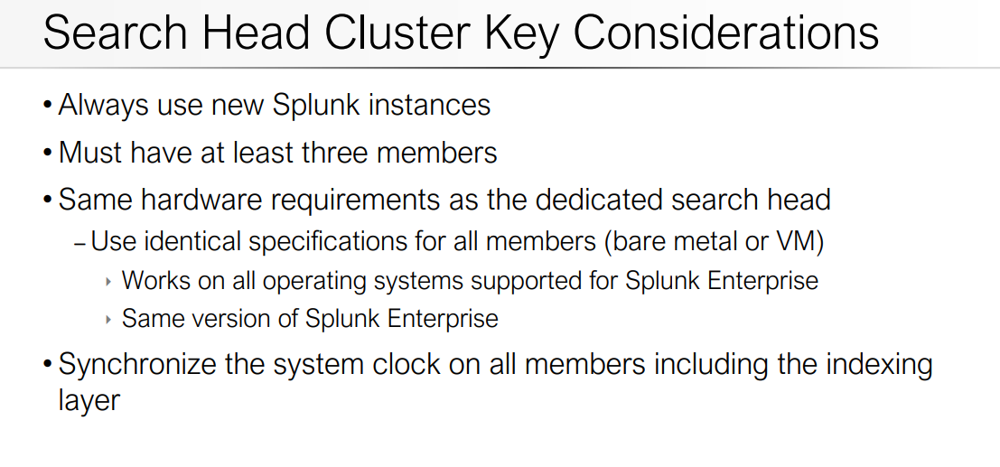 Search Head Cluster Key Considerations
• Always use new Splunk instances
• Must have at least three members
• Same hardware requirements as the dedicated search head
– Use identical specifications for all members (bare metal or VM)
‣ Works on all operating systems supported for Splunk Enterprise
‣ Same version of Splunk Enterprise
• Synchronize the system clock on all members including the indexing
layer